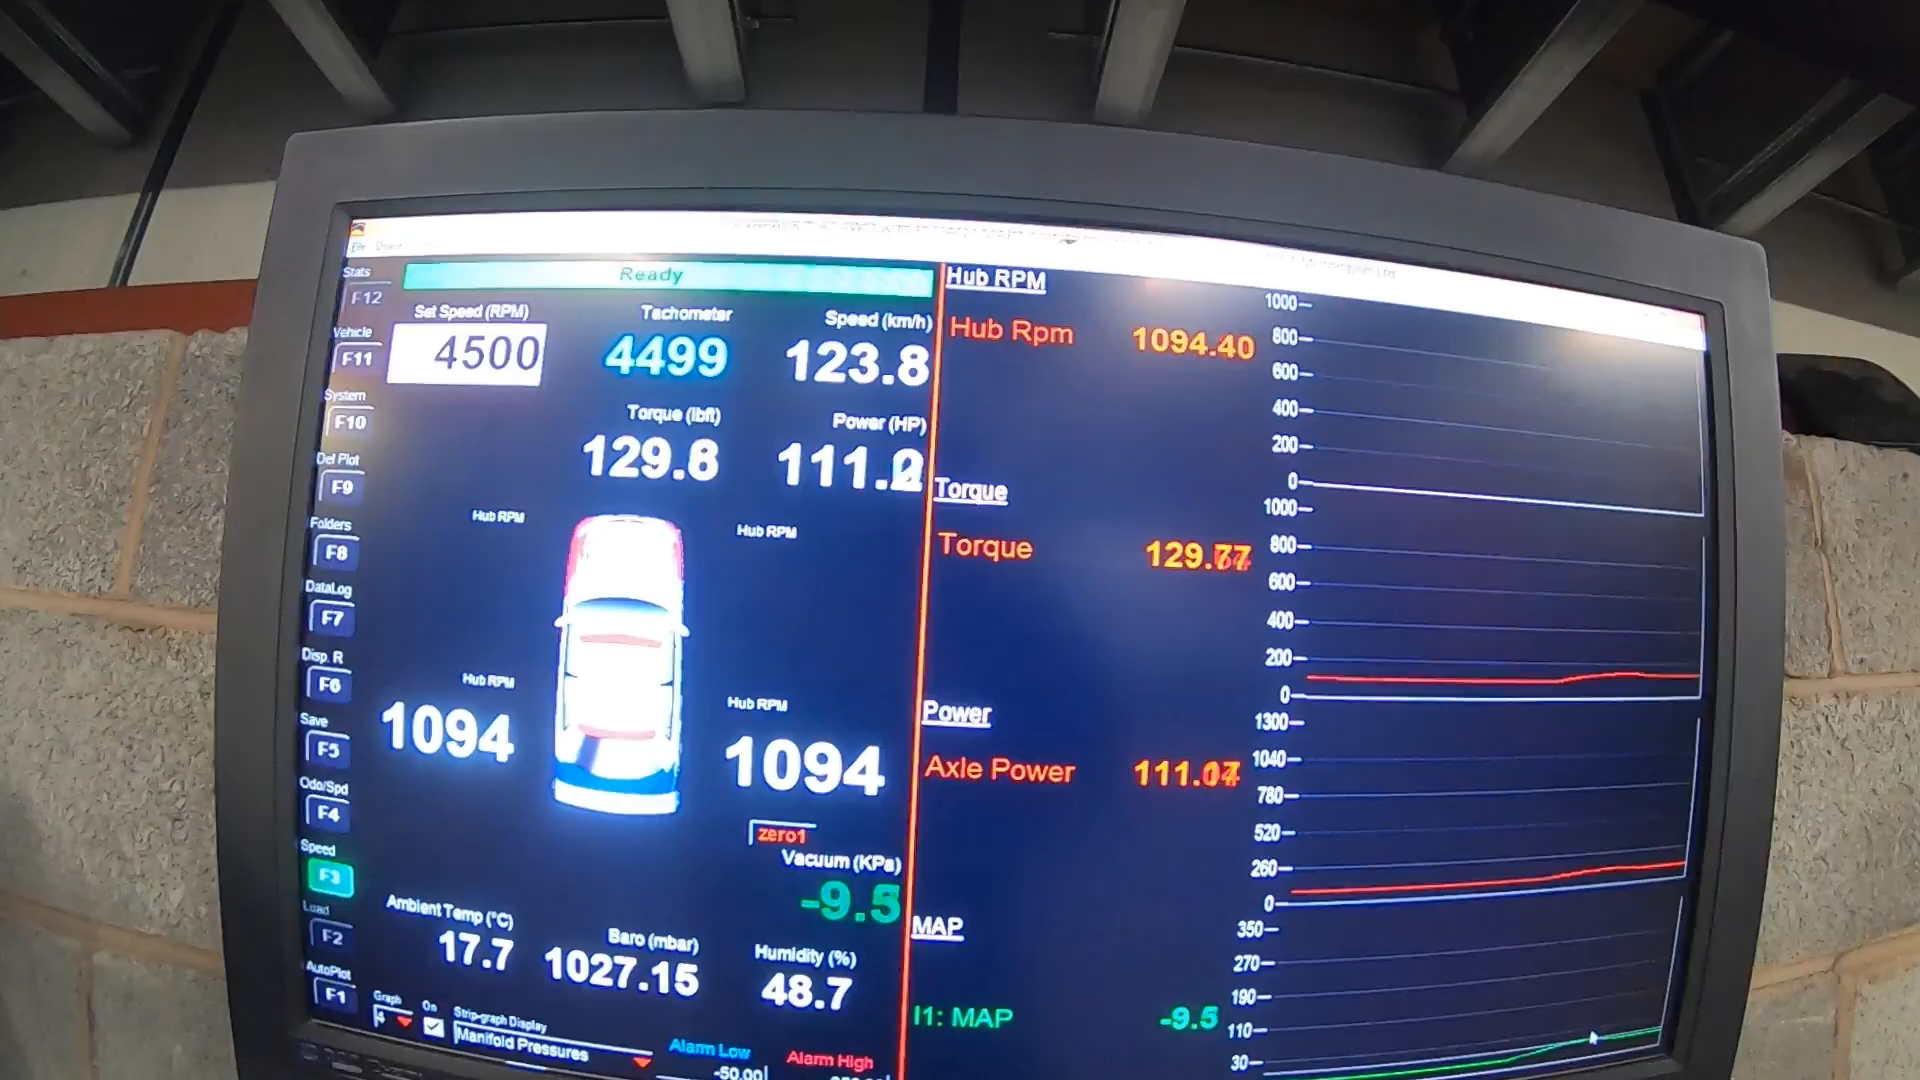 File
Ready
Stats
F12
Vehicle
F11
System
F10
Del Plot
F9
Folders
F8
DataLog
F7
Disp. R
F6
Save
F5
Odo/Spd
F4
Speed
F3
Load
F2
AutoPlot
F1
Set Speed (RPM)
4500
Tachometer
4499
Speed (km/h)
123.8
Torque (lbft)
129.8
Power (HP)
Hub RPM
Hub RPM
Hub RPM
1094
Hub RPM
1094
zero1
Vacuum (KPa)
-9.5
Ambient Temp (°C)
17.7
Baro (mbar)
1027.15
Humidity (%)
48.7
Graph
4
On
Strip-graph Display
Manifold Pressures
Alarm Low
-50.00
Alarm High
Hub RPM
Hub Rpm 1094.40
1000
800
600
400
200
0
Torque
Torque
1000
800
600
400
200
0
Power
Axle Power
1300
1040
780
520
260
0
MAP
I1: MAP -9.5
350
270
190
110
30